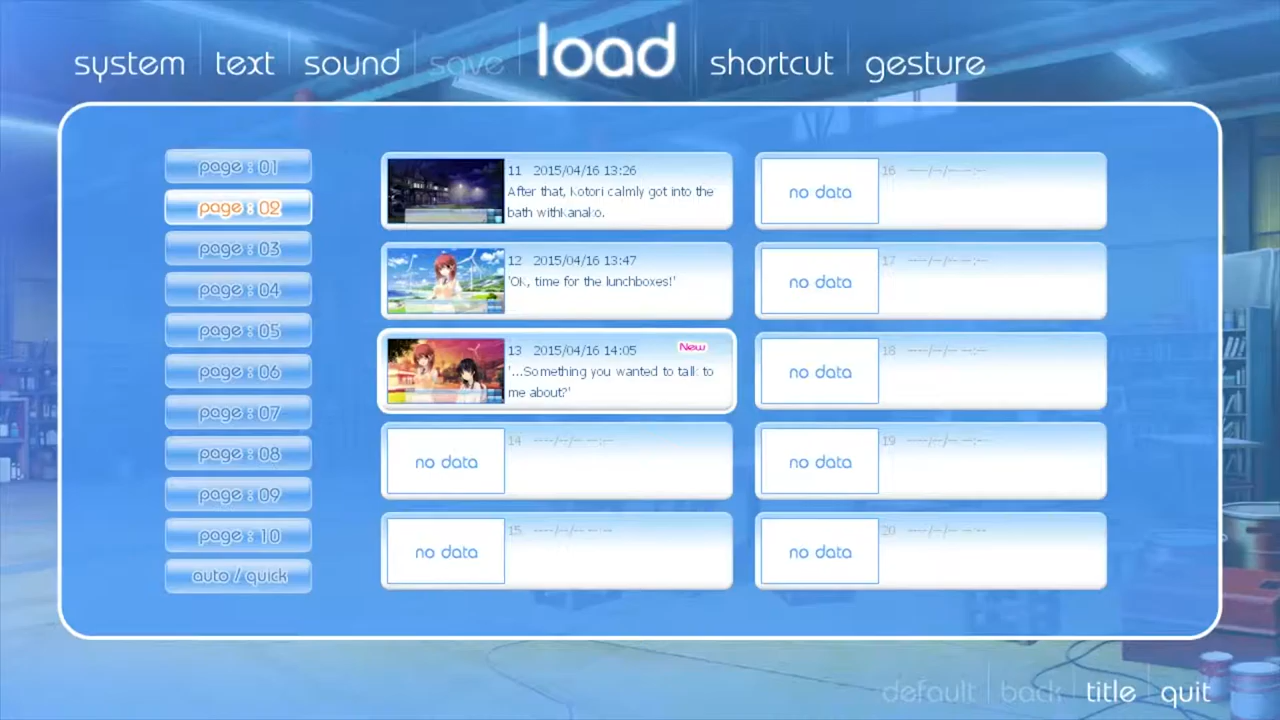 system text sound save load shortcut gesture
page : 01
page : 02
page : 03
page : 04
page : 05
page : 06
page : 07
page : 08
page : 09
page : 10
auto / quick
11 2015/04/16 13:26
After that, kotori calmly got into the
bath withkanako.
12 2015/04/16 13:47
'Ok, time for the lunchboxes!'
13 2015/04/16 14:05 New
'...Something you wanted to talk to
me about?'
no data 14 ----/--/-- --:--
no data 15 ----/--/-- --:--
no data 16 ----/--/-- --:--
no data 17 ----/--/-- --:--
no data 18 ----/--/-- --:--
no data 19 ----/--/-- --:--
no data 20 ----/--/-- --:--
default back title quit